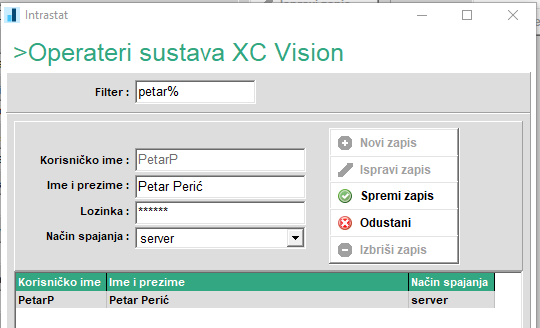 Intrastat
>Operateri sustava XC Vision
Filter : petar%
Korisničko ime : PetarP
Ime i prezime : Petar Perić
Lozinka : ******
Način spajanja : server
Novi zapis
Ispravi zapis
Spremi zapis
Odustani
Izbriši zapis
Korisničko ime Ime i prezime Način spajanja
PetarP Petar Perić server